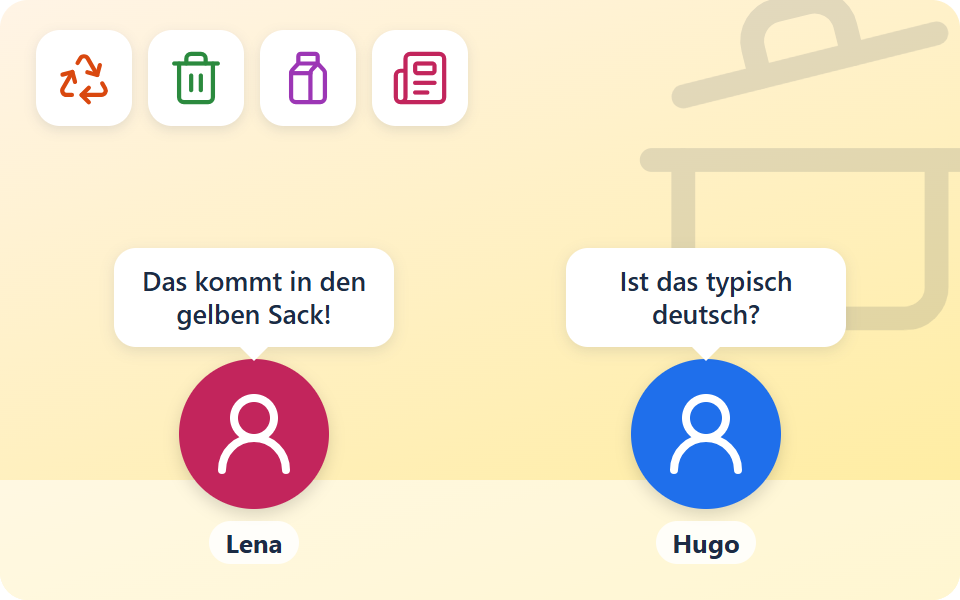 Das kommt in den
gelben Sack!
Ist das typisch
deutsch?
Lena
Hugo